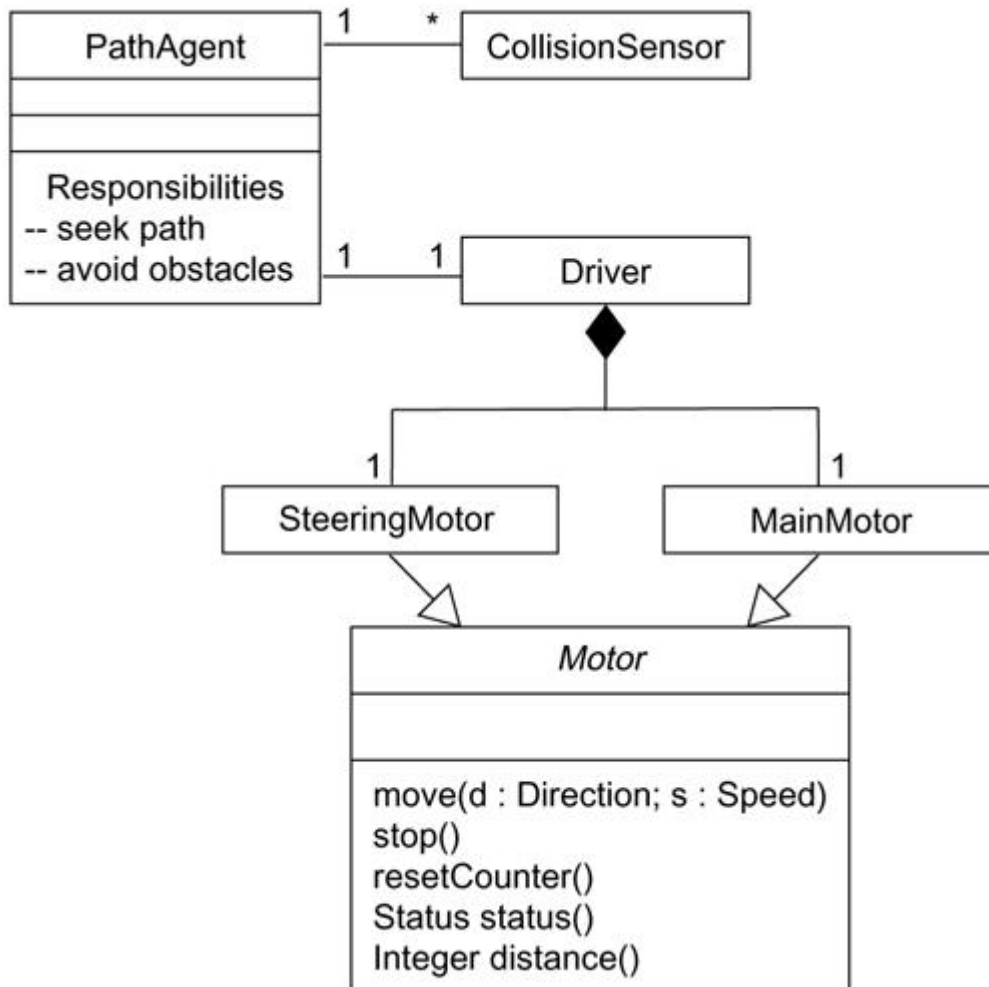 PathAgent
1
*
CollisionSensor
Responsibilities
-- seek path
-- avoid obstacles
1
1
Driver
1
1
SteeringMotor
MainMotor
Motor
move(d : Direction; s : Speed)
stop()
resetCounter()
Status status()
Integer distance()